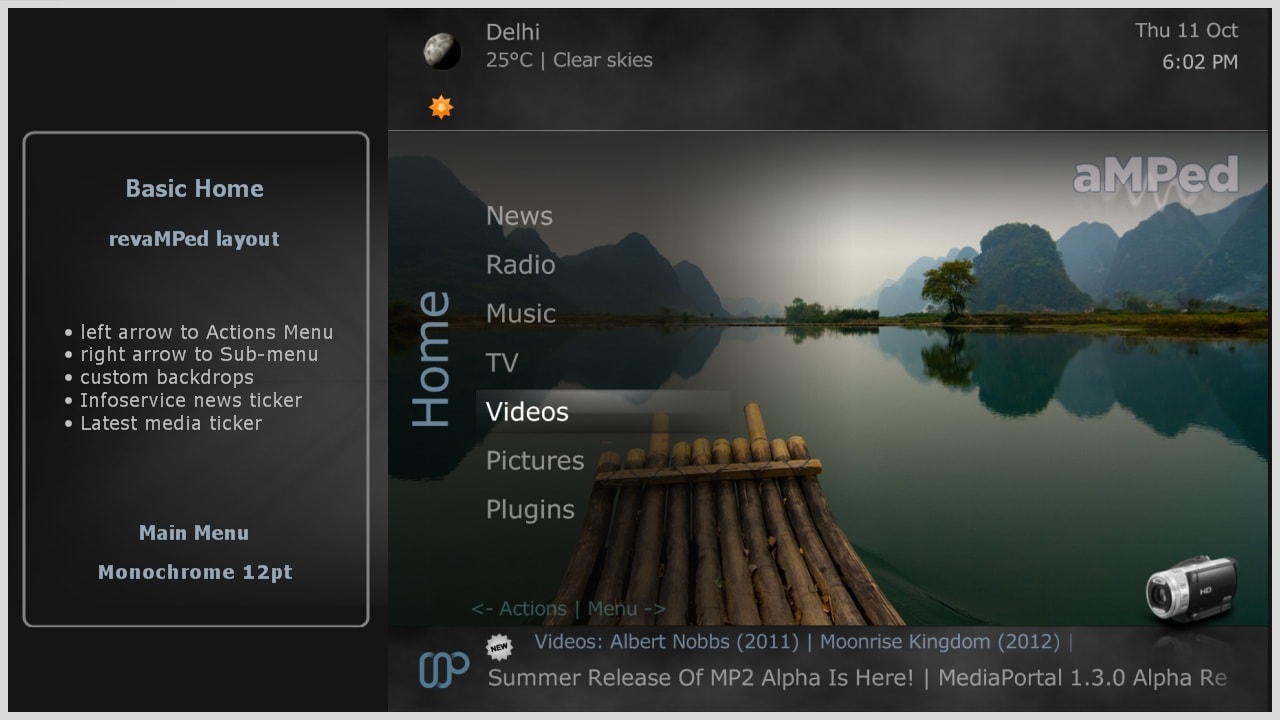 Basic Home
revaMPed layout
• left arrow to Actions Menu
• right arrow to Sub-menu
• custom backdrops
• Infoservice news ticker
• Latest media ticker
Main Menu
Monochrome 12pt
Delhi
25°C | Clear skies
Thu 11 Oct
6:02 PM
aMPed
Home
News
Radio
Music
TV
Videos
Pictures
Plugins
<- Actions | Menu ->
HD
NEW
Videos: Albert Nobbs (2011) | Moonrise Kingdom (2012) |
Summer Release Of MP2 Alpha Is Here! | MediaPortal 1.3.0 Alpha Re